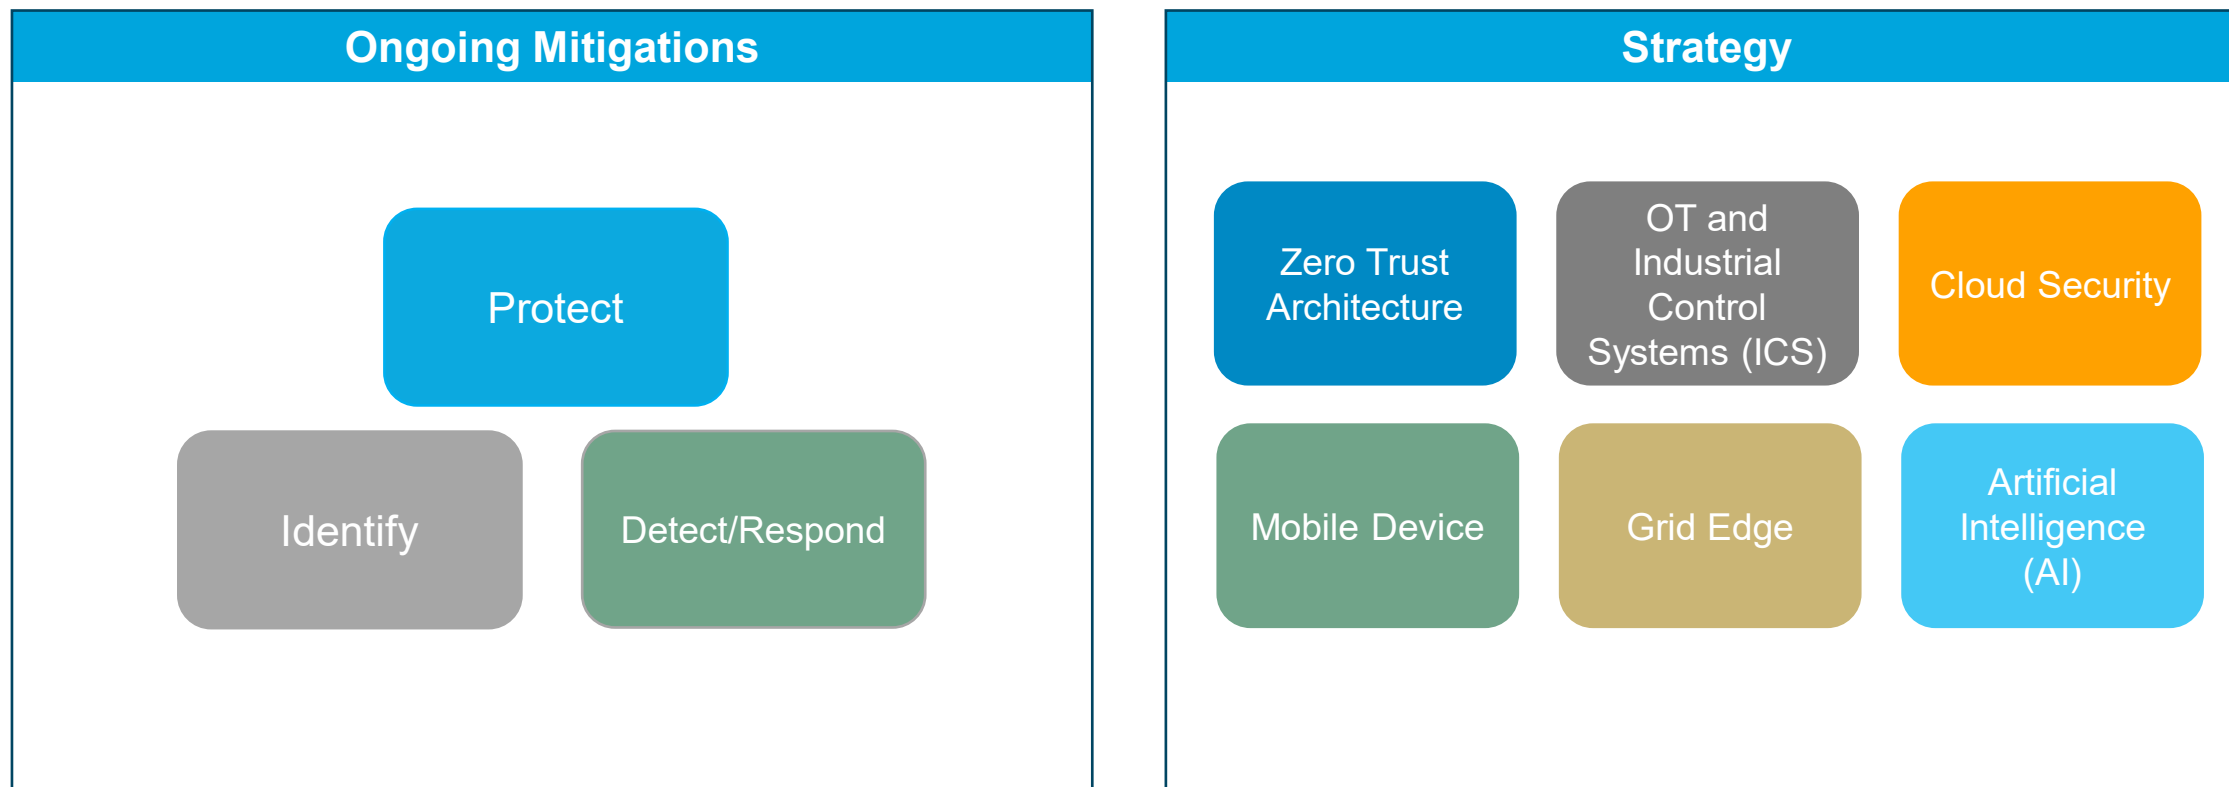 Ongoing Mitigations
Protect
Identify
Detect/Respond
Strategy
Zero Trust
Architecture
OT and
Industrial
Control
Systems (ICS)
Cloud Security
Mobile Device
Grid Edge
Artificial
Intelligence
(AI)